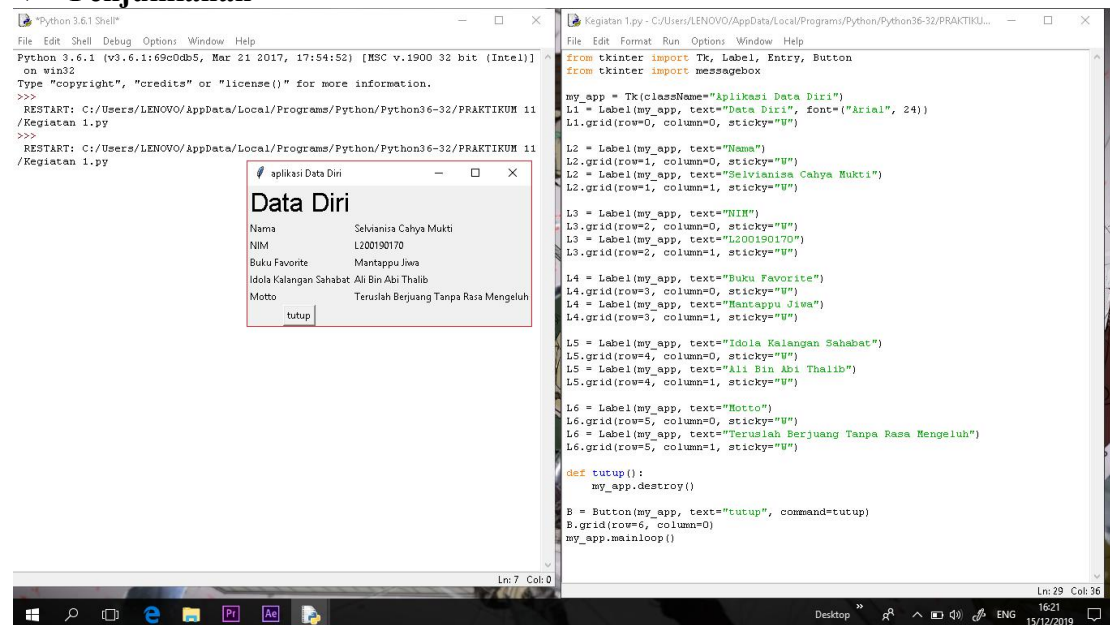 *Python 3.6.1 Shell*
File Edit Shell Debug Options Window Help
Python 3.6.1 (v3.6.1:69c0db5, Mar 21 2017, 17:54:52) [MSC v.1900 32 bit (Intel)]
on win32
Type "copyright", "credits" or "license()" for more information.
>>>
RESTART: C:/Users/LENOVO/AppData/Local/Programs/Python/Python36-32/PRAKTIKUM 11
/Kegiatan 1.py
>>>
RESTART: C:/Users/LENOVO/AppData/Local/Programs/Python/Python36-32/PRAKTIKUM 11
/Kegiatan 1.py
aplikasi Data Diri
Data Diri
Nama Selvianisa Cahya Mukti
NIM L200190170
Buku Favorite Mantappu Jiwa
Idola Kalangan Sahabat Ali Bin Abi Thalib
Motto Teruslah Berjuang Tanpa Rasa Mengeluh
tutup
Ln: 7 Col: 0
Kegiatan 1.py - C:/Users/LENOVO/AppData/Local/Programs/Python/Python36-32/PRAKTIKU...
File Edit Format Run Options Window Help
from tkinter import Tk, Label, Entry, Button
from tkinter import messagebox
my_app = Tk(className="Aplikasi Data Diri")
L1 = Label(my_app, text="Data Diri", font=("Arial", 24))
L1.grid(row=0, column=0, sticky="W")
L2 = Label(my_app, text="Nama")
L2.grid(row=1, column=0, sticky="W")
L2 = Label(my_app, text="Selvianisa Cahya Mukti")
L2.grid(row=1, column=1, sticky="W")
L3 = Label(my_app, text="NIM")
L3.grid(row=2, column=0, sticky="W")
L3 = Label(my_app, text="L200190170")
L3.grid(row=2, column=1, sticky="W")
L4 = Label(my_app, text="Buku Favorite")
L4.grid(row=3, column=0, sticky="W")
L4 = Label(my_app, text="Mantappu Jiwa")
L4.grid(row=3, column=1, sticky="W")
L5 = Label(my_app, text="Idola Kalangan Sahabat")
L5.grid(row=4, column=0, sticky="W")
L5 = Label(my_app, text="Ali Bin Abi Thalib")
L5.grid(row=4, column=1, sticky="W")
L6 = Label(my_app, text="Motto")
L6.grid(row=5, column=0, sticky="W")
L6 = Label(my_app, text="Teruslah Berjuang Tanpa Rasa Mengeluh")
L6.grid(row=5, column=1, sticky="W")
def tutup():
my_app.destroy()
B = Button(my_app, text="tutup", command=tutup)
B.grid(row=6, column=0)
my_app.mainloop()
Ln: 29 Col: 36
Pr Ae
Desktop
ENG
16:21
15/12/2019